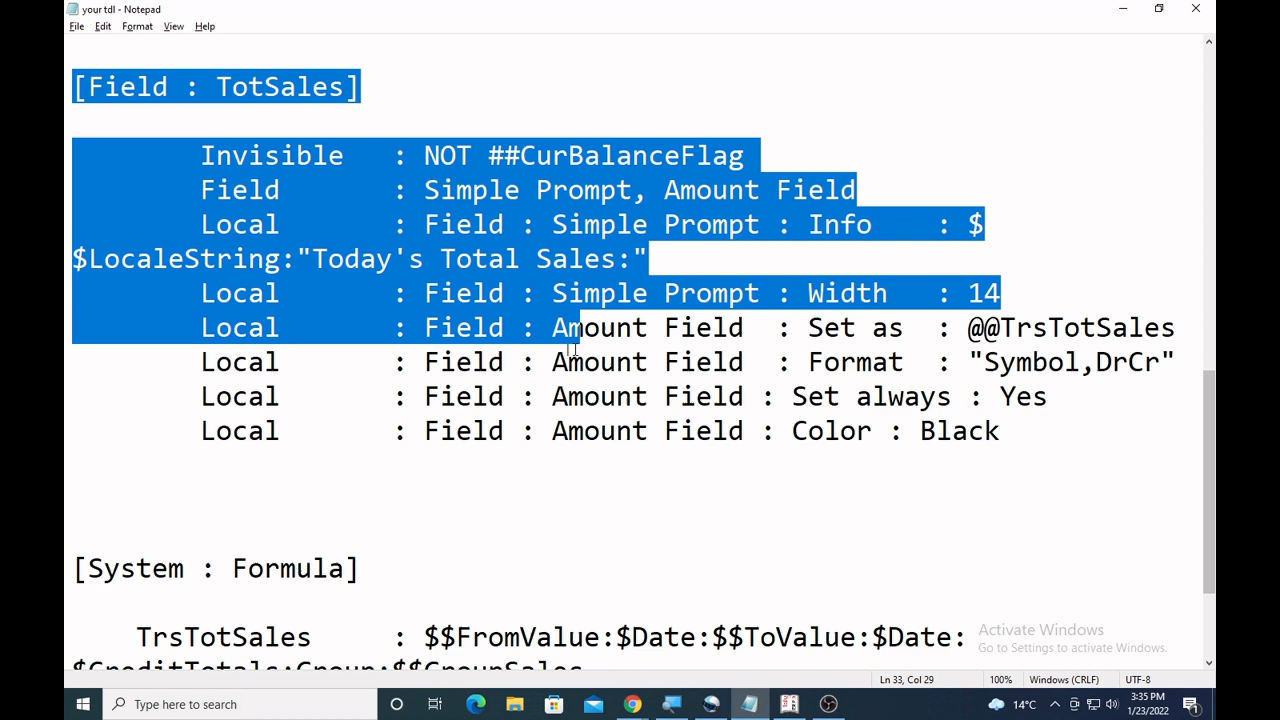 your tdl - Notepad
File Edit Format View Help
[Field : TotSales]
Invisible : NOT ##CurBalanceFlag
Field : Simple Prompt, Amount Field
Local : Field : Simple Prompt : Info : $
$LocaleString:"Today's Total Sales:"
Local : Field : Simple Prompt : Width : 14
Local : Field : Amount Field : Set as : @@TrsTotSales
Local : Field : Amount Field : Format : "Symbol,DrCr"
Local : Field : Amount Field : Set always : Yes
Local : Field : Amount Field : Color : Black
[System : Formula]
TrsTotSales : $$FromValue:$Date:$$ToValue:$Date:
$CreditTotals:Group:$$GroupSales
Activate Windows
Go to Settings to activate Windows.
Ln 33, Col 29 100% Windows (CRLF) UTF-8
Type here to search
14°C
3:35 PM
1/23/2022
1